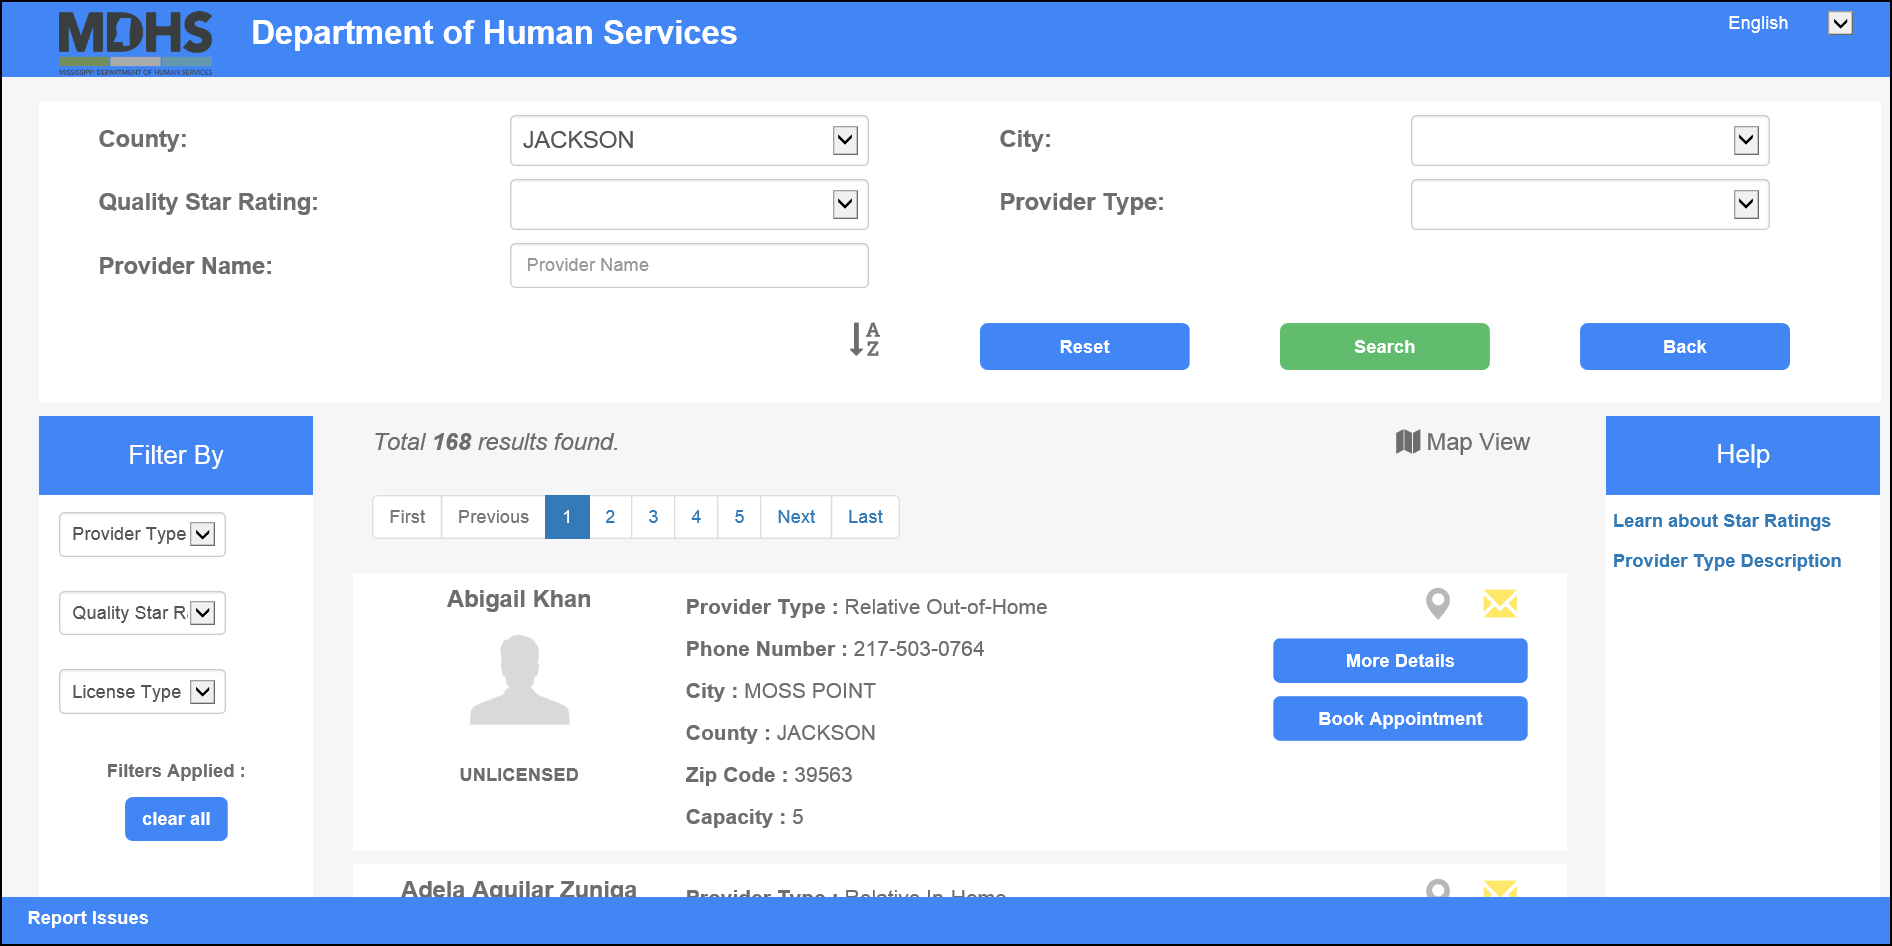 MDHS
MISSISSIPPI DEPARTMENT OF HUMAN SERVICES
Department of Human Services
English
County:
JACKSON
City:
Quality Star Rating:
Provider Type:
Provider Name:
Provider Name
A
Z
Reset
Search
Back
Filter By
Provider Type
Quality Star R
License Type
Filters Applied :
clear all
Total 168 results found.
Map View
First Previous 1 2 3 4 5 Next Last
Abigail Khan
UNLICENSED
Provider Type : Relative Out-of-Home
Phone Number : 217-503-0764
City : MOSS POINT
County : JACKSON
Zip Code : 39563
Capacity : 5
More Details
Book Appointment
Adela Aguilar Zuniga
Provider Type : Relative In-Home
Help
Learn about Star Ratings
Provider Type Description
Report Issues